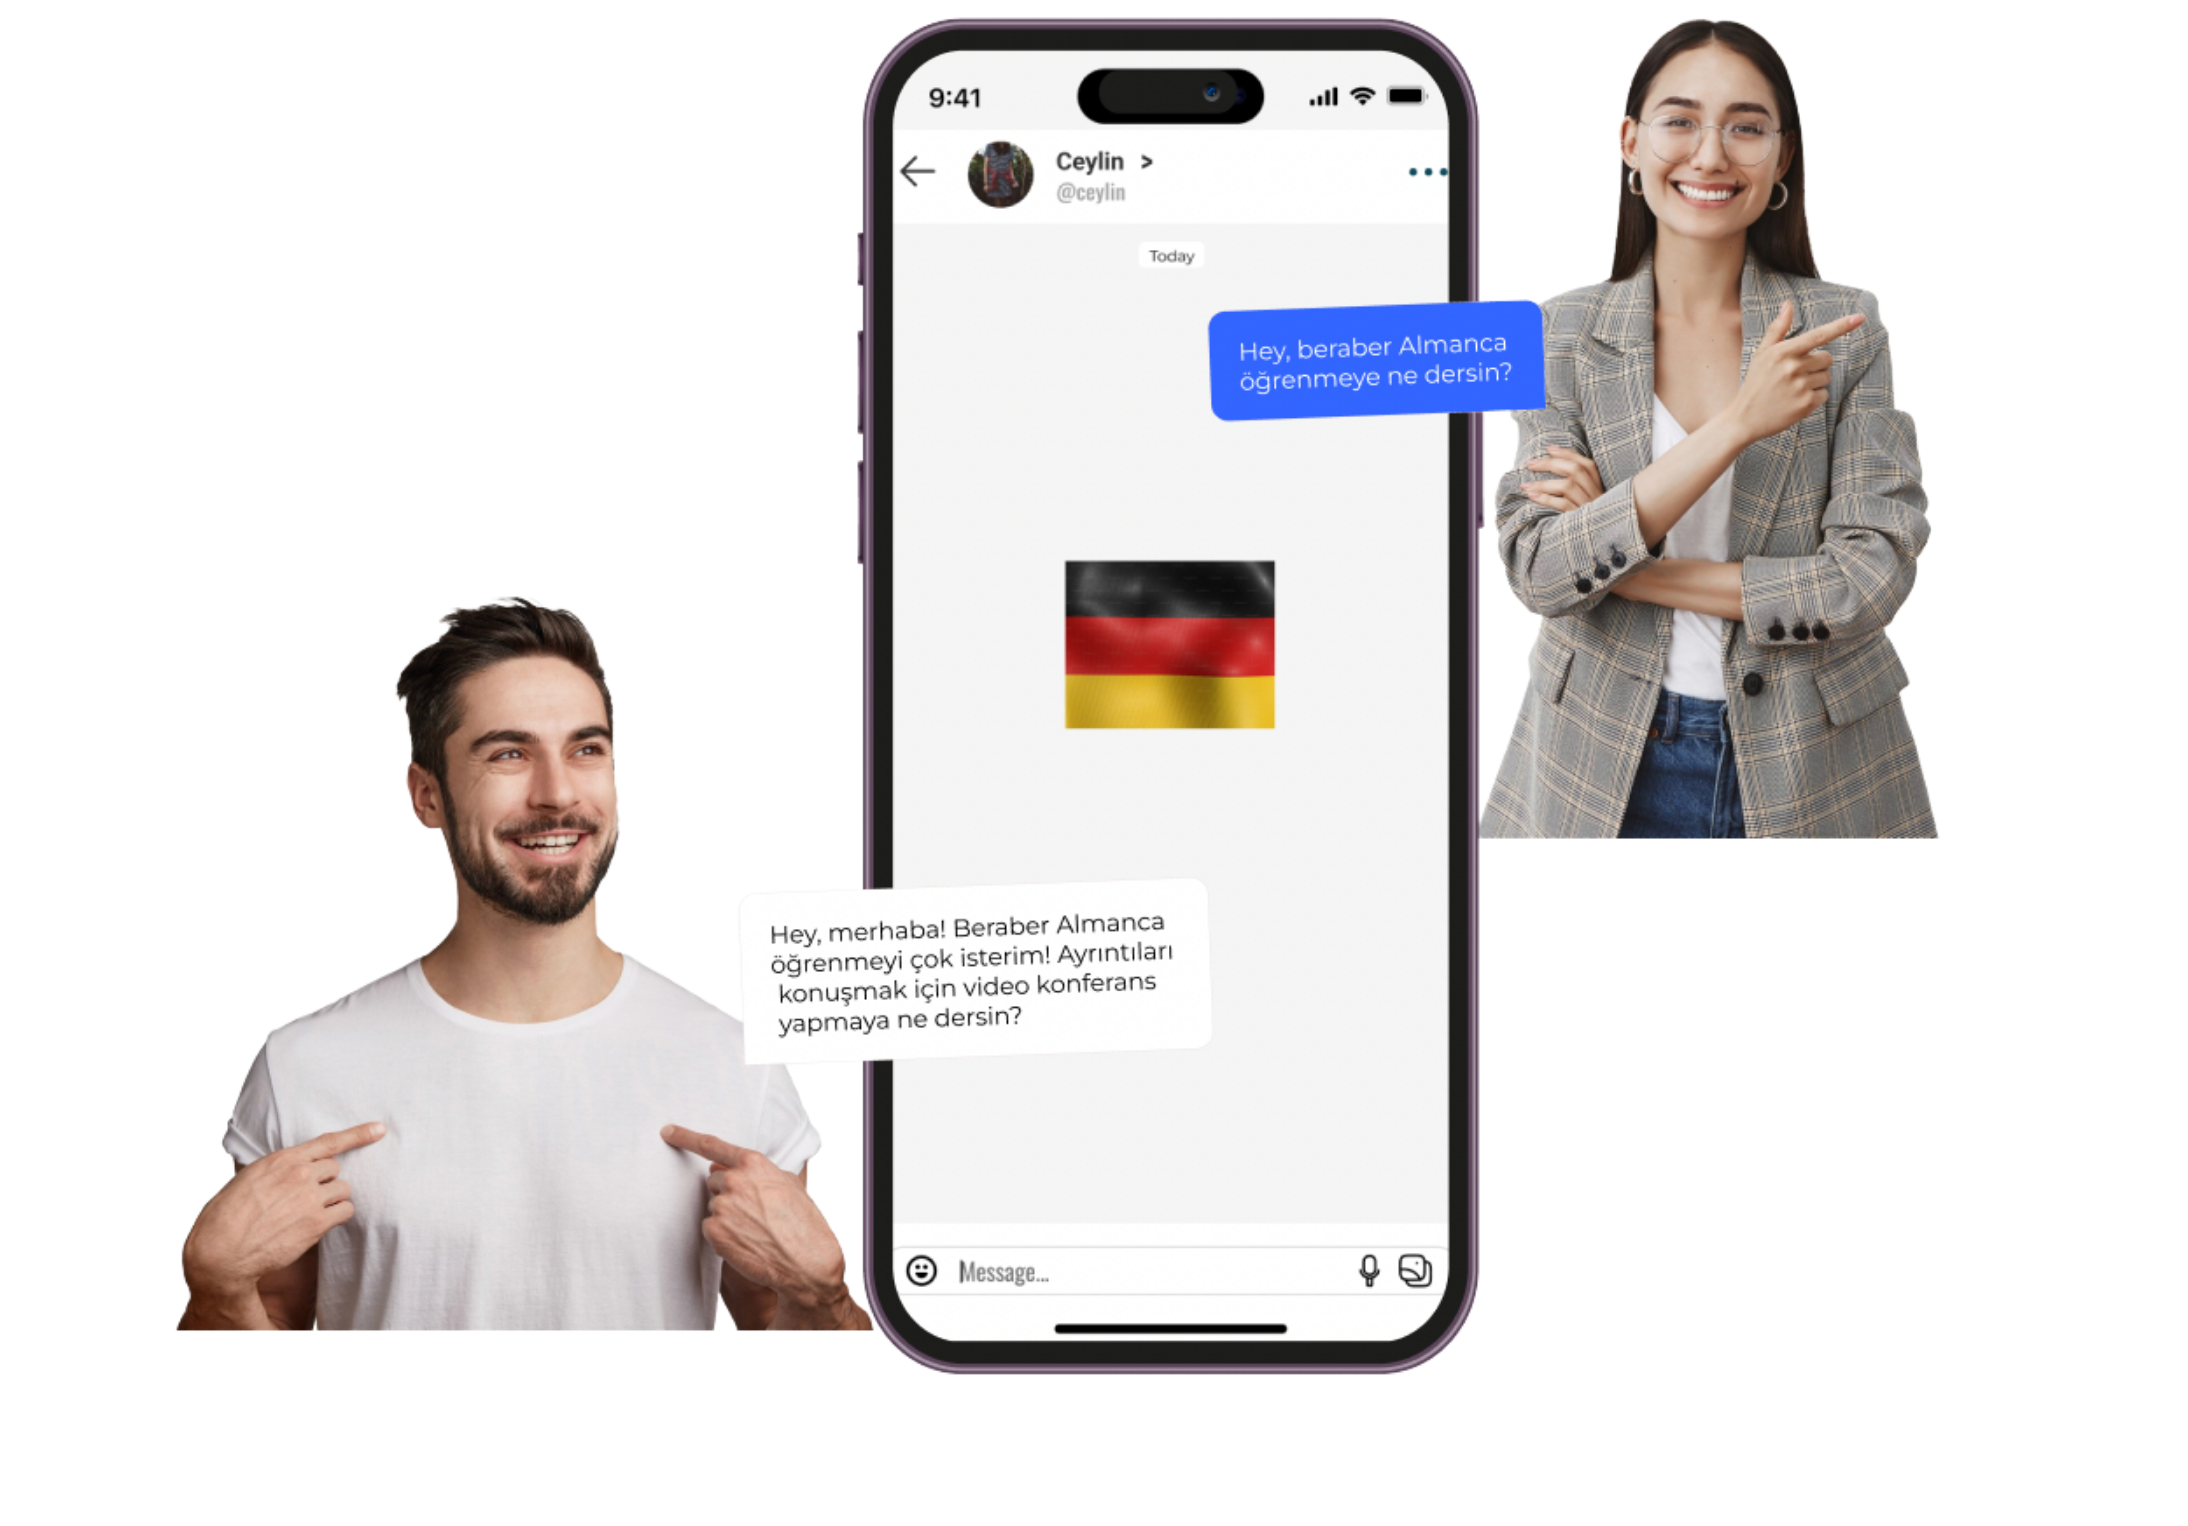 9:41
Ceylin >
@ceylin
Today
Hey, beraber Almanca
öğrenmeye ne dersin?
Hey, merhaba! Beraber Almanca
öğrenmeyi çok isterim! Ayrıntıları
konuşmak için video konferans
yapmaya ne dersin?
Message...